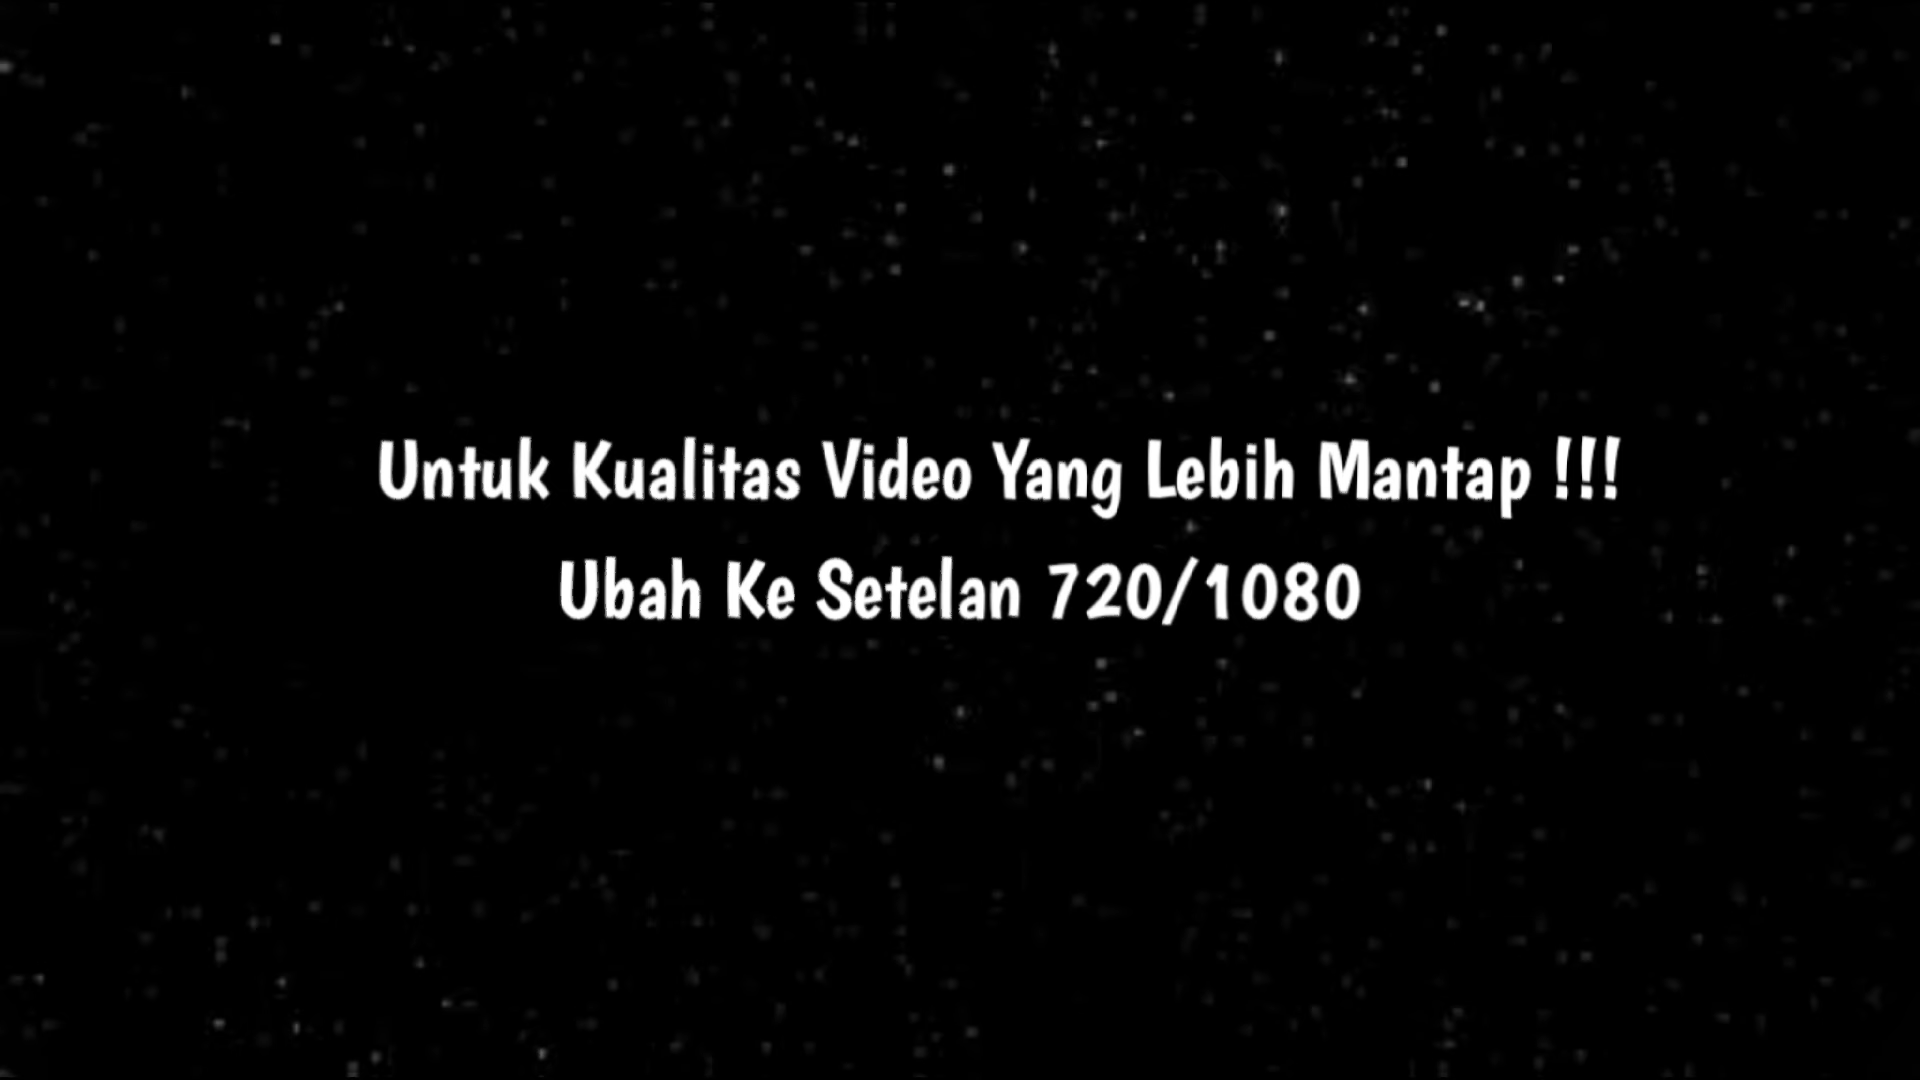 Untuk Kualitas Video Yang Lebih Mantap !!!
Ubah Ke Setelan 720/1080